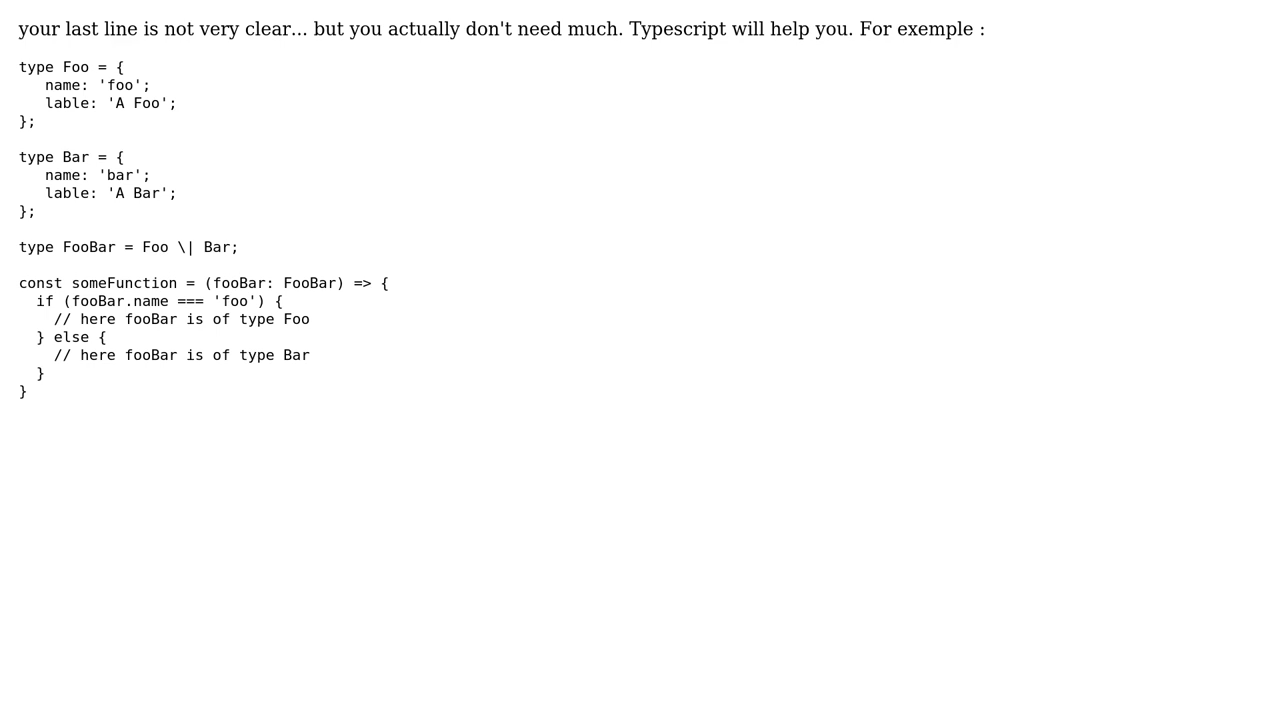 your last line is not very clear... but you actually don't need much. Typescript will help you. For exemple :
type Foo = {
   name: 'foo';
   lable: 'A Foo';
};
type Bar = {
   name: 'bar';
   lable: 'A Bar';
};
type FooBar = Foo \| Bar;
const someFunction = (fooBar: FooBar) => {
  if (fooBar.name === 'foo') {
    // here fooBar is of type Foo
  } else {
    // here fooBar is of type Bar
  }
}